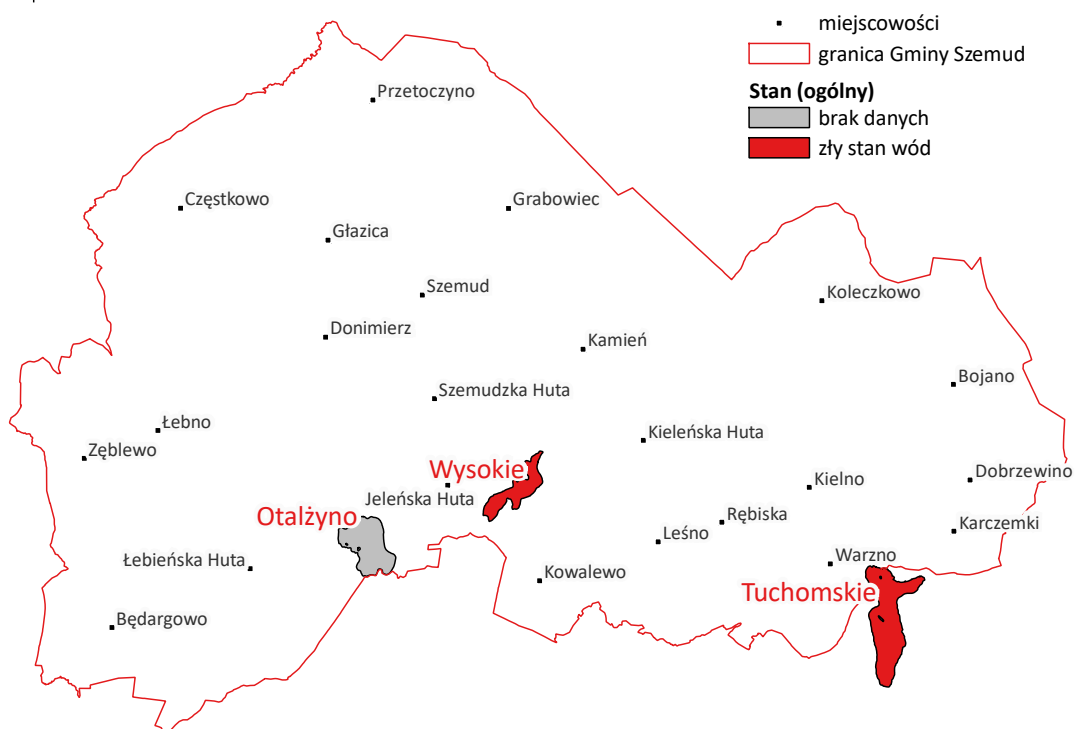 miejscowości
granica Gminy Szemud
Stan (ogólny)
brak danych
zły stan wód
Przetoczyno
Częstkowo
Grabowiec
Głazica
Szemud
Koleczkowo
Donimierz
Kamień
Bojano
Szemudzka Huta
Łebno
Kieleńska Huta
Zęblewo
Wysokie
Dobrzewino
Kielno
Jeleńska Huta
Otalżyno
Rębiska
Karczemki
Leśno
Łebieńska Huta
Warzno
Kowalewo
Tuchomskie
Będargowo